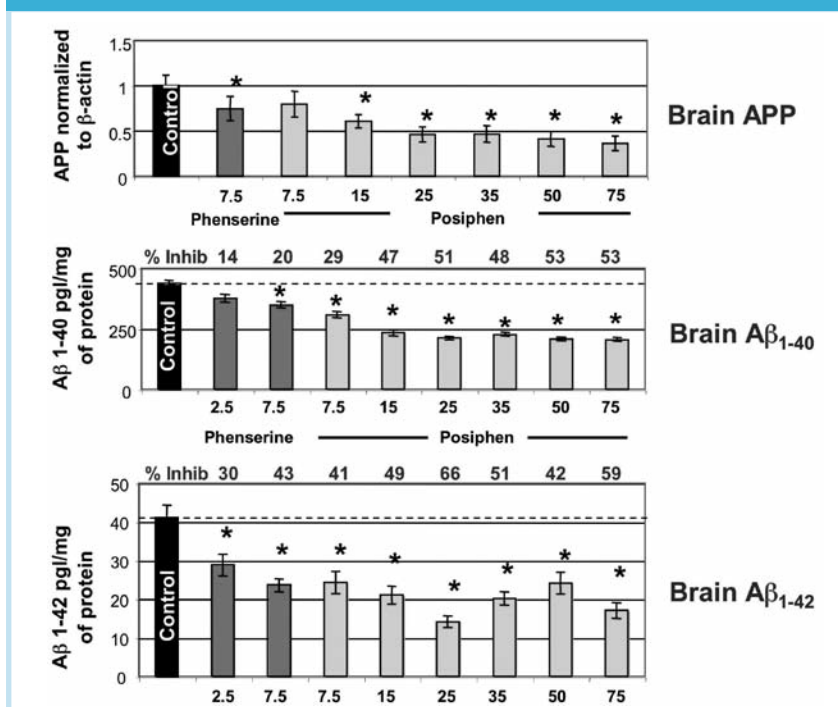 APP normalized
to β-actin
1.5
1
0.5
0
Control
* * * * * *
7.5 7.5 15 25 35 50 75
Phenserine Posiphen
Brain APP
% Inhib 14 20 29 47 51 48 53 53
Aβ 1-40 pgl/mg
of protein
500
250
0
Control
* * * * * * *
2.5 7.5 7.5 15 25 35 50 75
Phenserine Posiphen
Brain Aβ1-40
% Inhib 30 43 41 49 66 51 42 59
Aβ 1-42 pgl/mg
of protein
50
40
30
20
10
0
Control
* * * * * * * *
2.5 7.5 7.5 15 25 35 50 75
Brain Aβ1-42